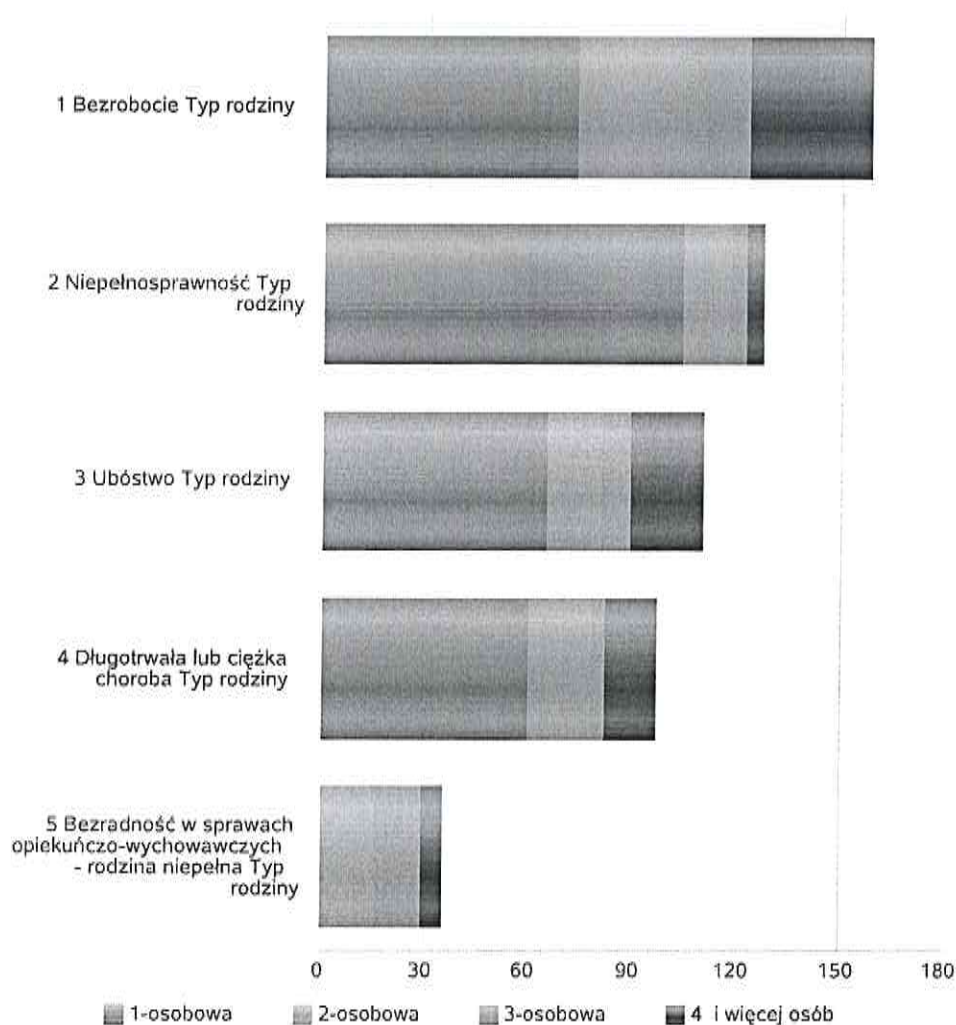 1 Bezrobocie Typ rodziny
2 Niepełnosprawność Typ
rodziny
3 Ubóstwo Typ rodziny
4 Długotrwała lub ciężka
choroba Typ rodziny
5 Bezradność w sprawach
opiekuńczo-wychowawczych
- rodzina niepełna Typ
rodziny
0 30 60 90 120 150 180
1-osobowa 2-osobowa 3-osobowa 4 i więcej osób